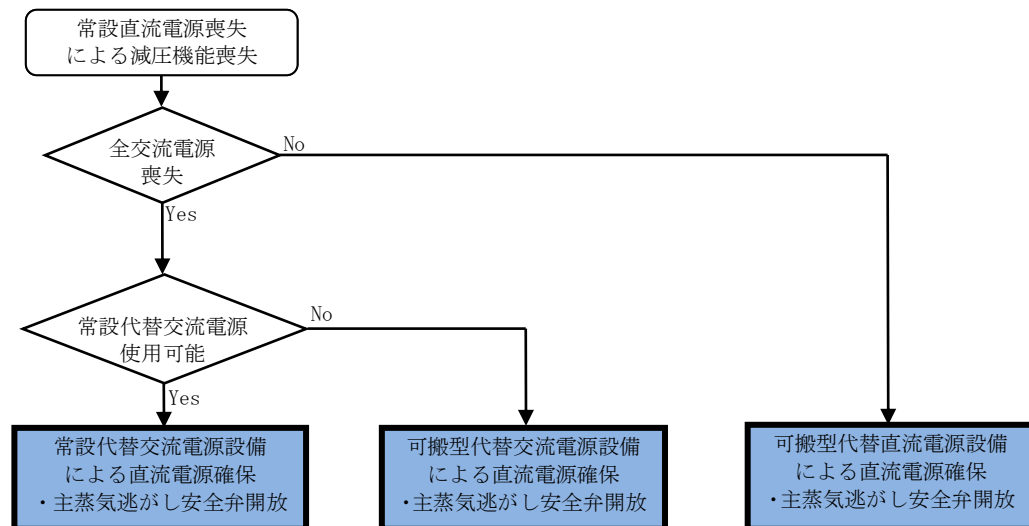 常設直流電源喪失
による減圧機能喪失
全交流電源
喪失
No
Yes
常設代替交流電源
使用可能
No
Yes
常設代替交流電源設備
による直流電源確保
・主蒸気逃がし安全弁開放
可搬型代替交流電源設備
による直流電源確保
・主蒸気逃がし安全弁開放
可搬型代替直流電源設備
による直流電源確保
・主蒸気逃がし安全弁開放